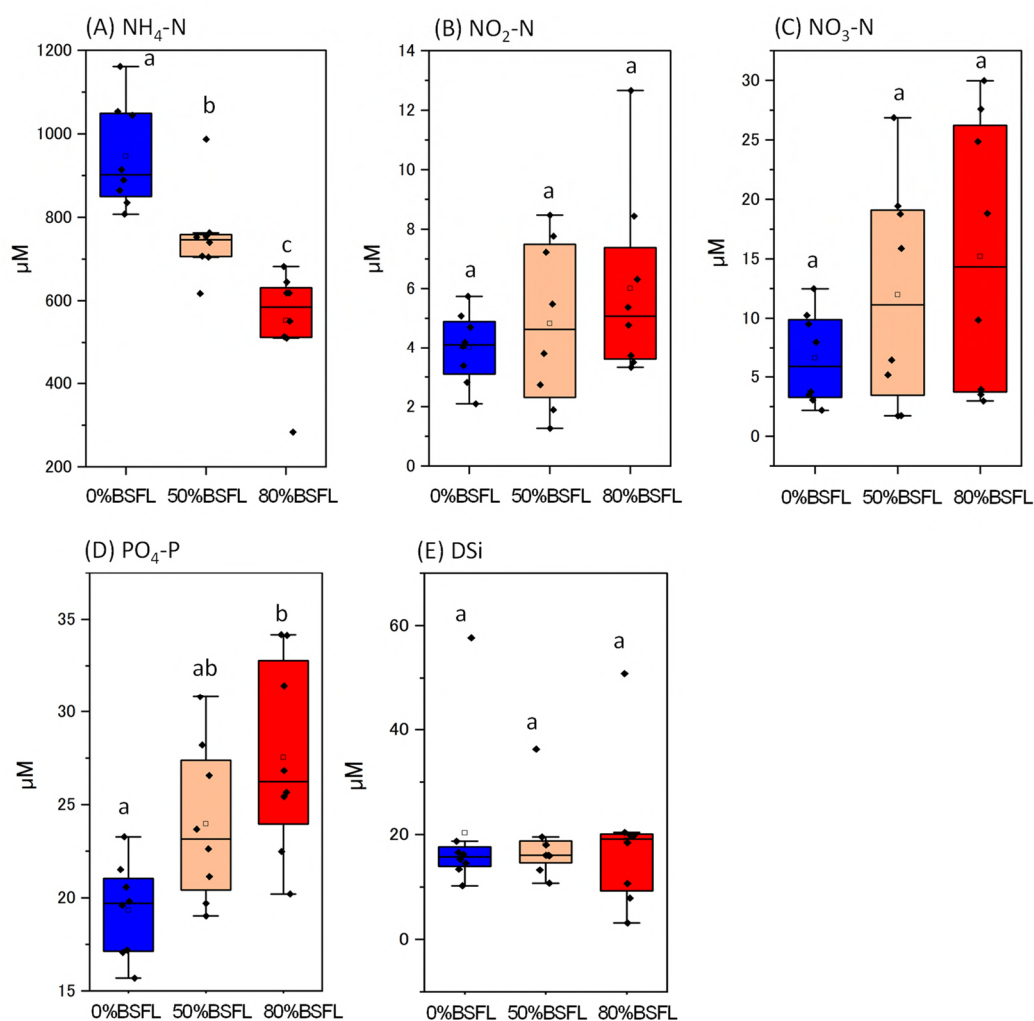 (A) NH₄-N
1200
1000
800
600
400
200
μM
a
b
c
0%BSFL 50%BSFL 80%BSFL
(B) NO₂-N
14
12
10
8
6
4
2
0
μM
a
a
a
0%BSFL 50%BSFL 80%BSFL
(C) NO₃-N
30
25
20
15
10
5
0
μM
a
a
a
0%BSFL 50%BSFL 80%BSFL
(D) PO₄-P
35
30
25
20
15
μM
a
ab
b
0%BSFL 50%BSFL 80%BSFL
(E) DSi
60
40
20
0
μM
a
a
a
0%BSFL 50%BSFL 80%BSFL